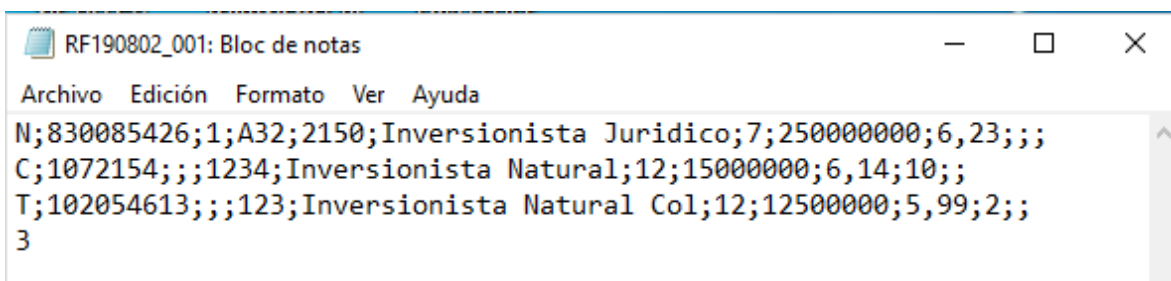 RF190802_001: Bloc de notas
Archivo Edición Formato Ver Ayuda
N;830085426;1;A32;2150;Inversionista Juridico;7;250000000;6,23;;;
C;1072154;;;1234;Inversionista Natural;12;15000000;6,14;10;;
T;102054613;;;123;Inversionista Natural Col;12;12500000;5,99;2;;
3